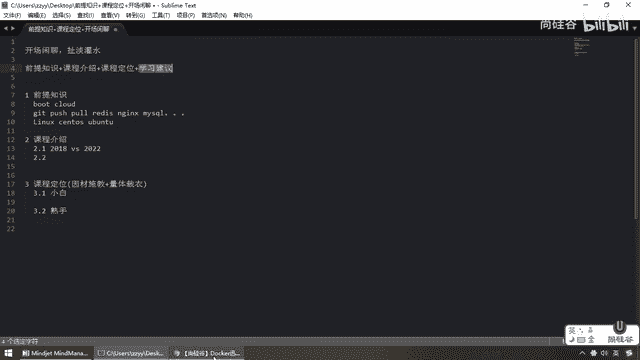 C:\Users\zzyy\Desktop\前提知识+课程定位+开场闲聊 • - Sublime Text
文件(F) 编辑(E) 选择(S) 查找(I) 查看(V) 转到(G) 工具(T) 项目(P) 首选项(N) 帮助(H)
前提知识+课程定位+开场闲聊
尚硅谷 bilibili
1
2 开场闲聊，扯淡灌水
3
4 前提知识+课程介绍+课程定位+学习建议
5
6
7 1 前提知识
8 boot cloud
9 git push pull redis nginx mysql. . .
10 Linux centos ubuntu
11
12 2 课程介绍
13 2.1 2018 vs 2022
14 2.2
15
16
17 3 课程定位(因材施教+量体裁衣)
18 3.1 小白
19
20 3.2 熟手
21
22
4 个选定字符
英
尚硅谷
Mindjet MindMana...
C:\Users\zzyy\Desk...
【尚硅谷】Docker迅...
英